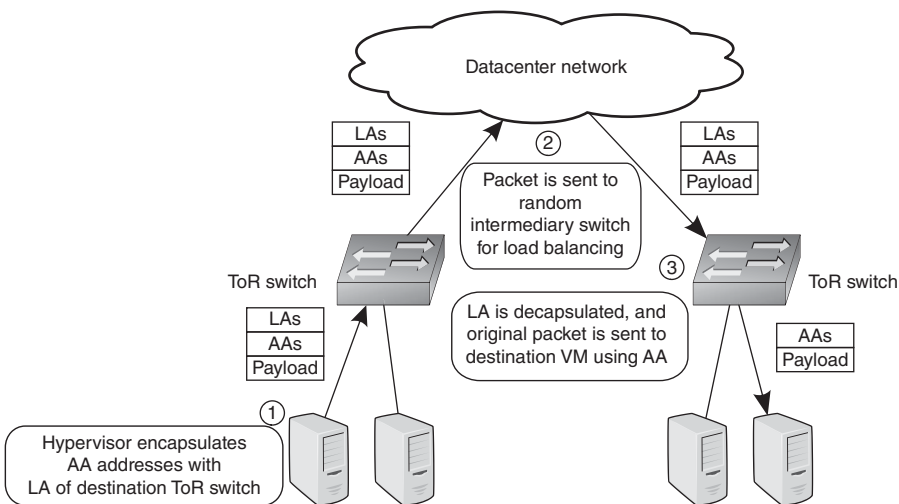 Datacenter network
LAs
AAs
Payload
2
Packet is sent to
random
intermediary switch
for load balancing
LAs
AAs
Payload
ToR switch
3
ToR switch
LAs
AAs
Payload
LA is decapsulated, and
original packet is sent to
destination VM using AA
AAs
Payload
1
Hypervisor encapsulates
AA addresses with
LA of destination ToR switch